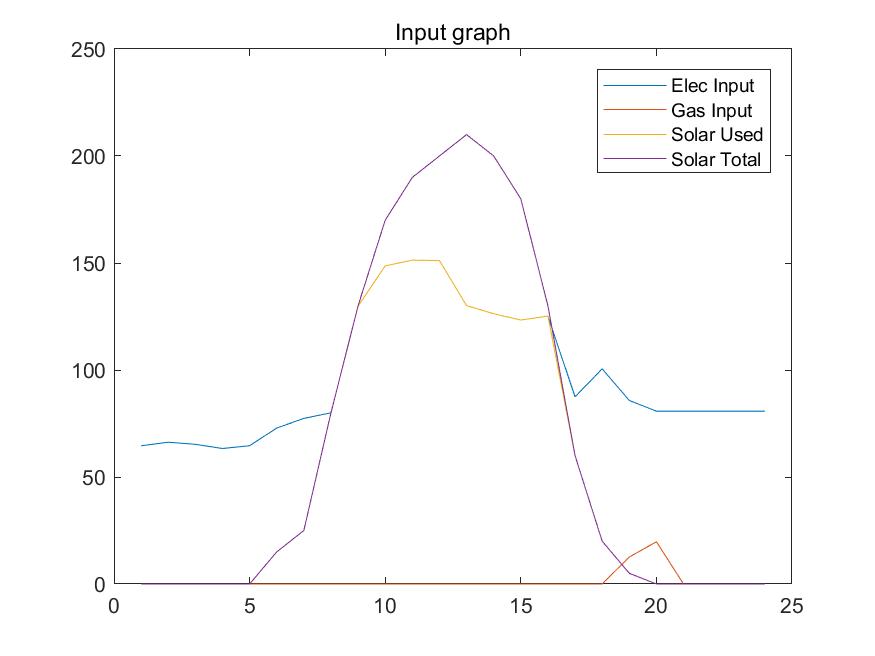 Input graph
250
200
150
100
50
0
0 5 10 15 20 25
Elec Input
Gas Input
Solar Used
Solar Total